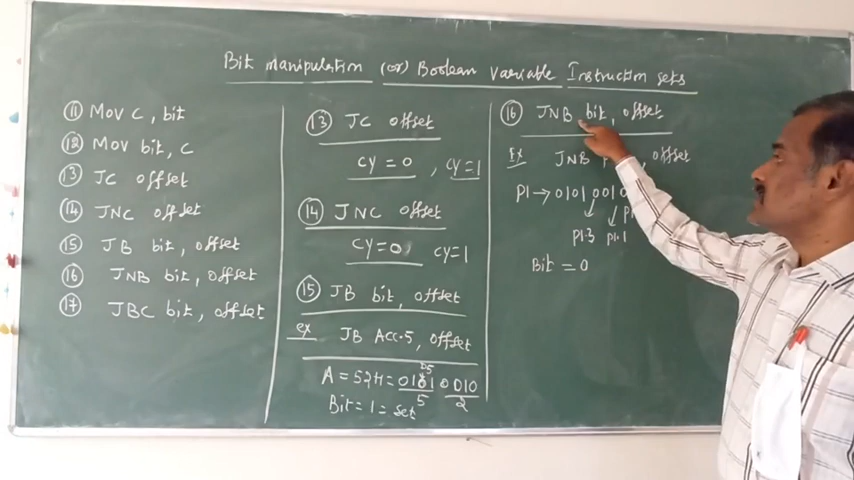 Bit manipulation (or) Boolean variable Instruction sets
11 Mov C, bit
12 Mov bit, C
13 JC offset
14 JNC offset
15 JB bit, offset
16 JNB bit, offset
17 JBC bit, offset
13 JC offset
CY = 0 , CY=1
14 JNC offset
CY=0 CY=1
15 JB bit, offset
ex JB Acc.5, offset
A = 52H = 0101 0010
5 2
Bit = 1 = set
16 JNB bit, offset
Ex JNB , offset
P1 → 0101 0010
P1.3 P1.1
Bit = 0